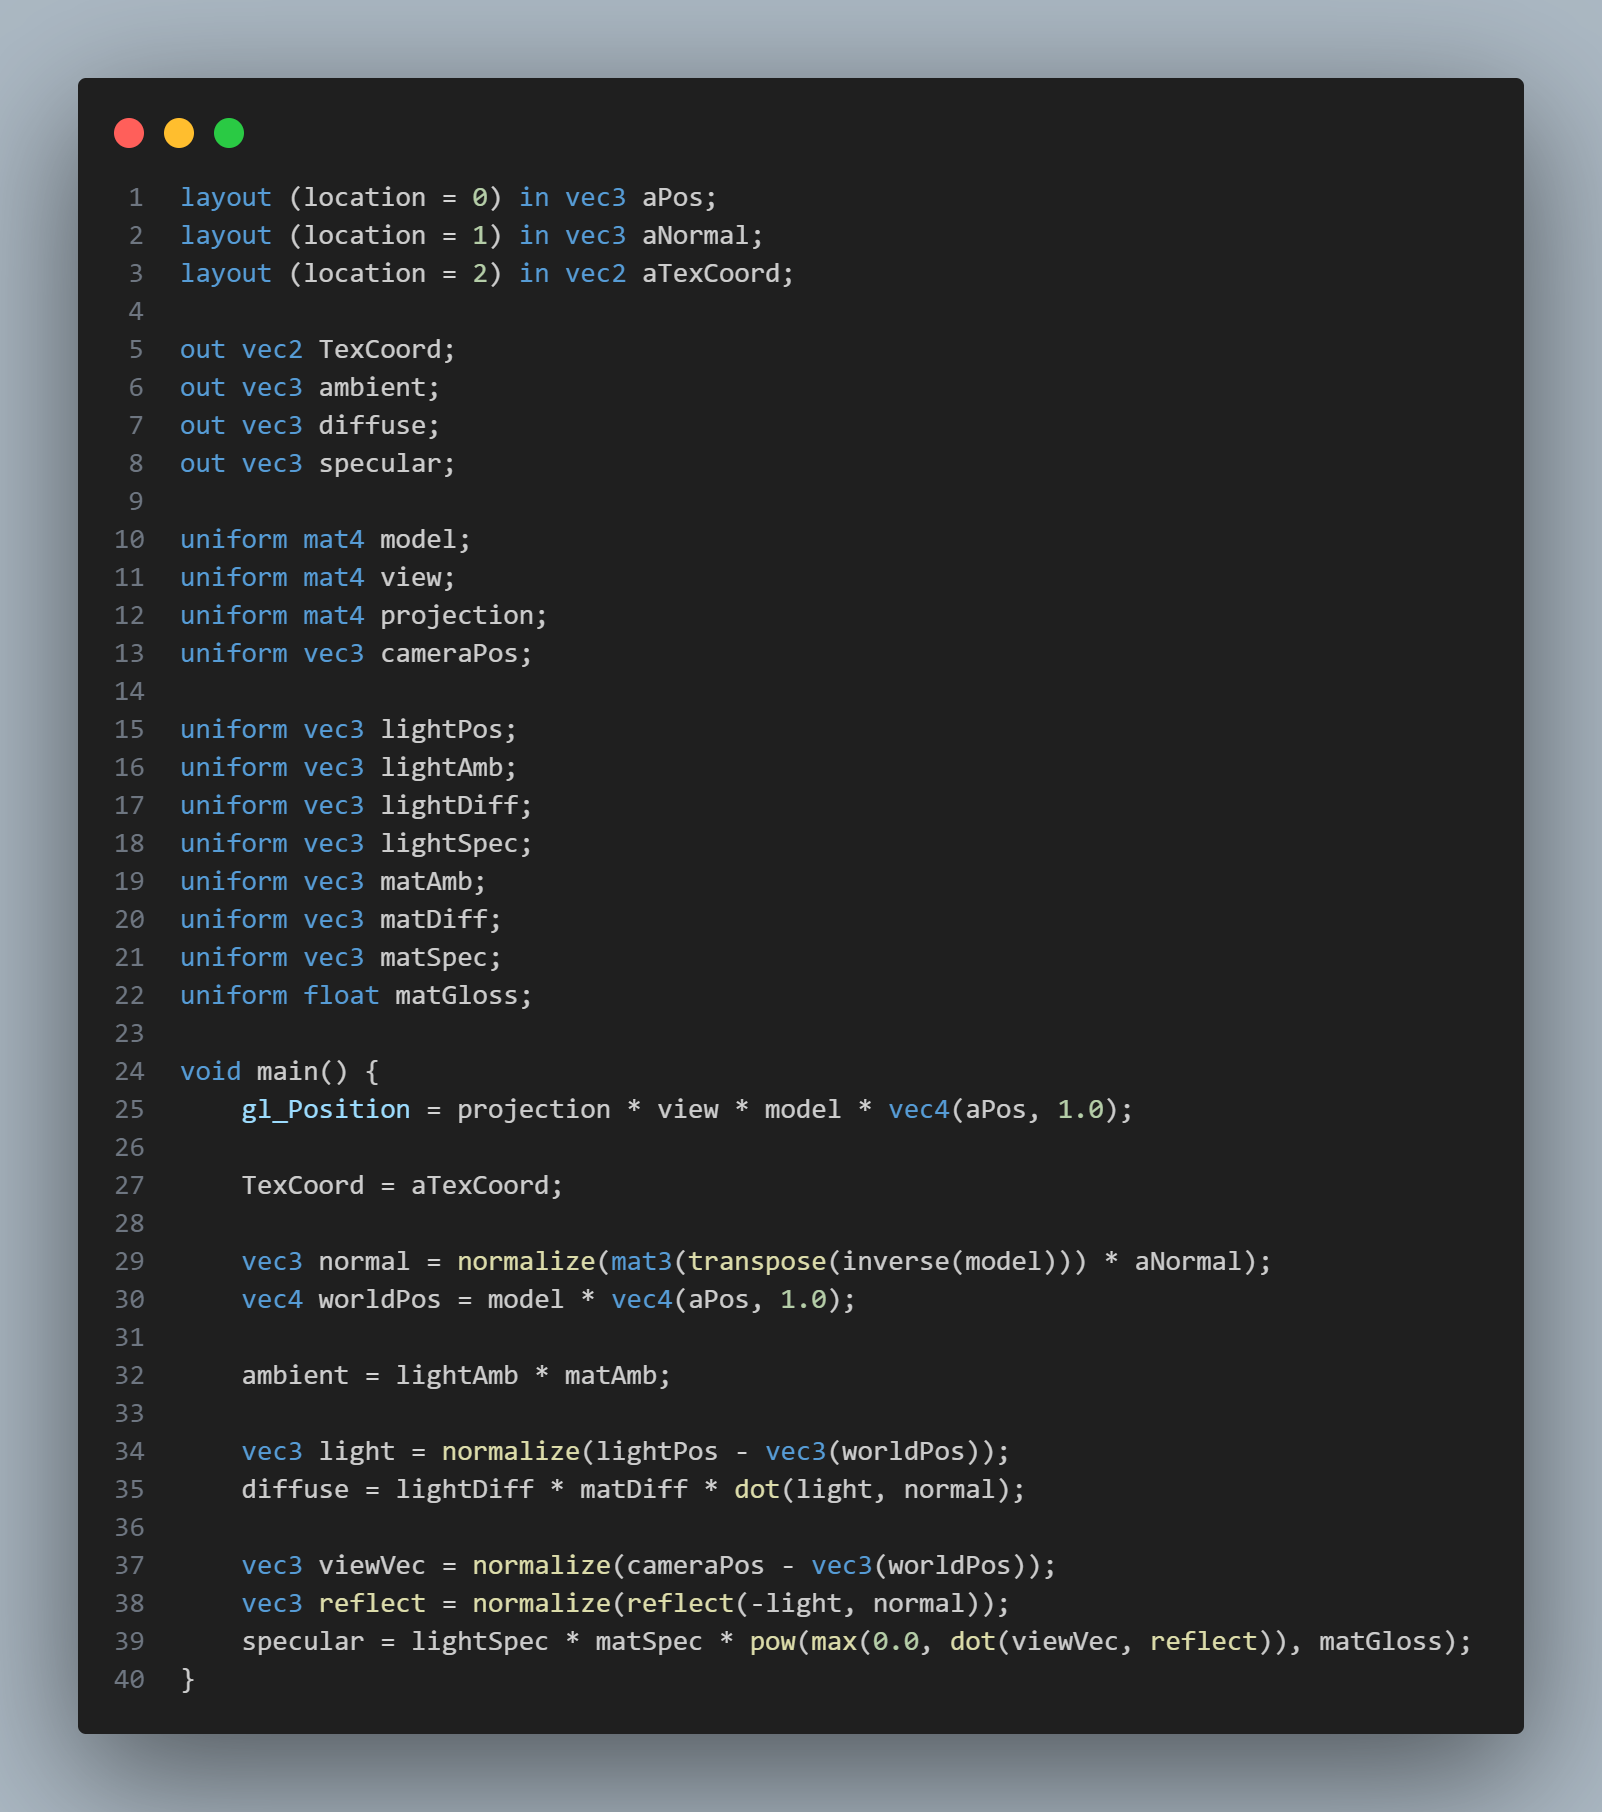 1 layout (location = 0) in vec3 aPos;
2 layout (location = 1) in vec3 aNormal;
3 layout (location = 2) in vec2 aTexCoord;
4
5 out vec2 TexCoord;
6 out vec3 ambient;
7 out vec3 diffuse;
8 out vec3 specular;
9
10 uniform mat4 model;
11 uniform mat4 view;
12 uniform mat4 projection;
13 uniform vec3 cameraPos;
14
15 uniform vec3 lightPos;
16 uniform vec3 lightAmb;
17 uniform vec3 lightDiff;
18 uniform vec3 lightSpec;
19 uniform vec3 matAmb;
20 uniform vec3 matDiff;
21 uniform vec3 matSpec;
22 uniform float matGloss;
23
24 void main() {
25     gl_Position = projection * view * model * vec4(aPos, 1.0);
26
27     TexCoord = aTexCoord;
28
29     vec3 normal = normalize(mat3(transpose(inverse(model))) * aNormal);
30     vec4 worldPos = model * vec4(aPos, 1.0);
31
32     ambient = lightAmb * matAmb;
33
34     vec3 light = normalize(lightPos - vec3(worldPos));
35     diffuse = lightDiff * matDiff * dot(light, normal);
36
37     vec3 viewVec = normalize(cameraPos - vec3(worldPos));
38     vec3 reflect = normalize(reflect(-light, normal));
39     specular = lightSpec * matSpec * pow(max(0.0, dot(viewVec, reflect)), matGloss);
40 }